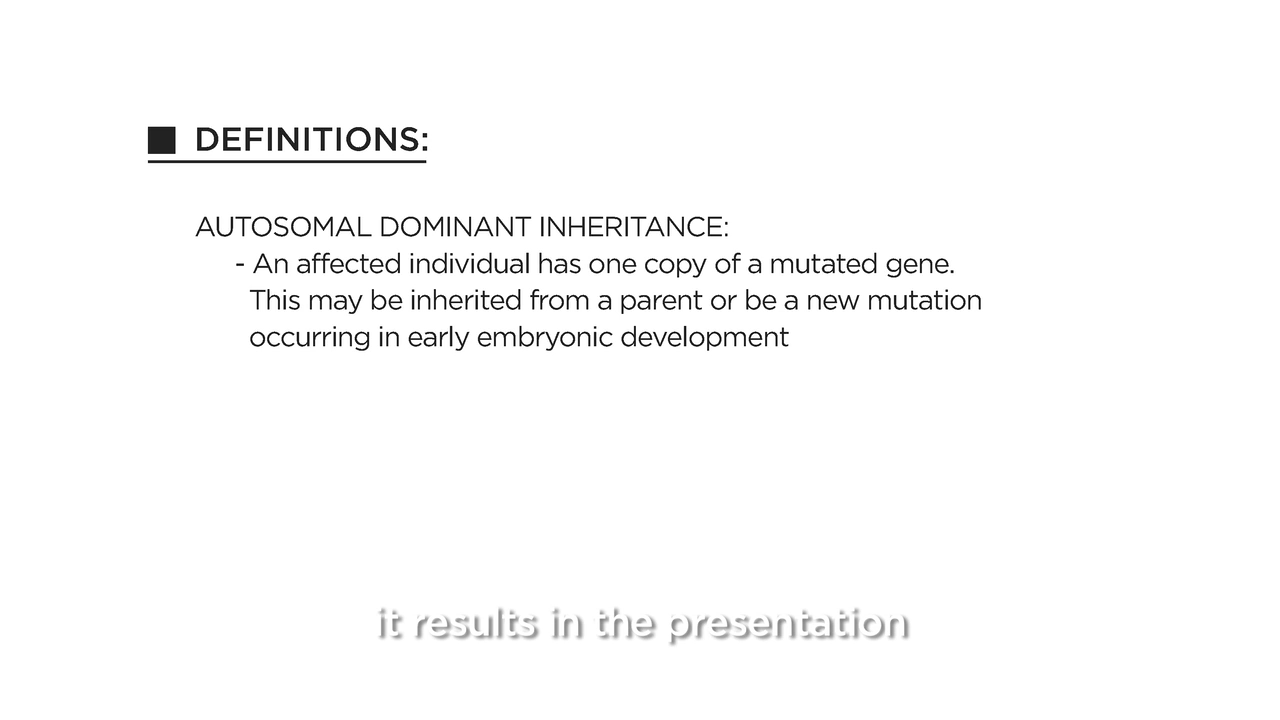 DEFINITIONS:
AUTOSOMAL DOMINANT INHERITANCE:
- An affected individual has one copy of a mutated gene.
This may be inherited from a parent or be a new mutation
occurring in early embryonic development
it results in the presentation